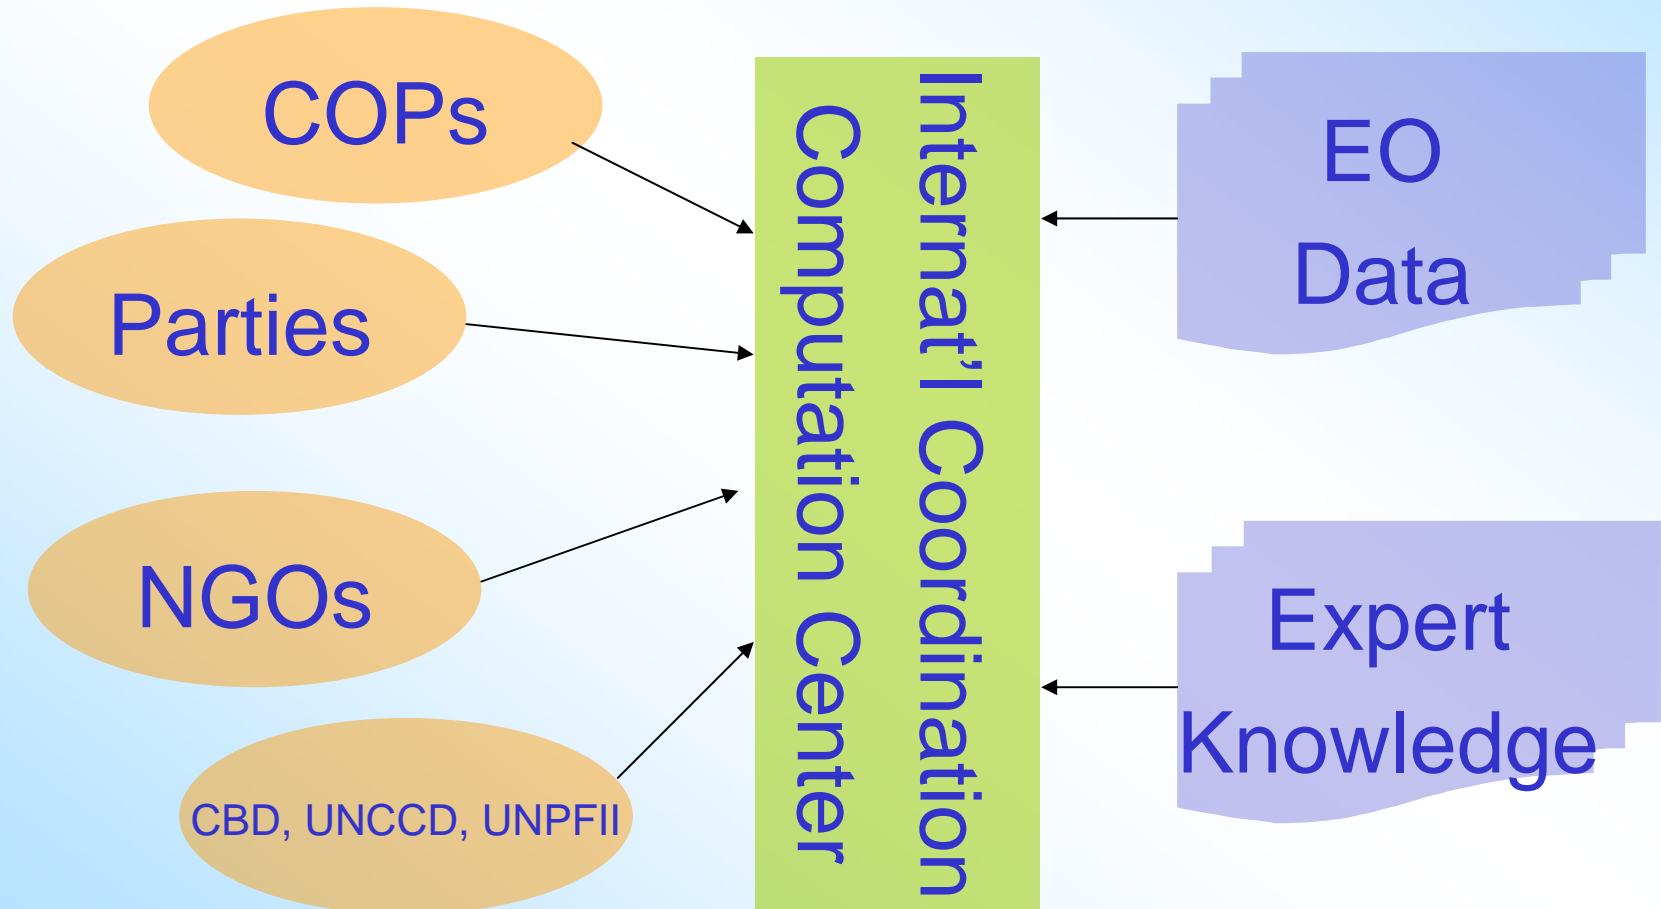 COPs
Parties
NGOs
CBD, UNCCD, UNPFII
Internat’l Coordination
Computation Center
EO
Data
Expert
Knowledge